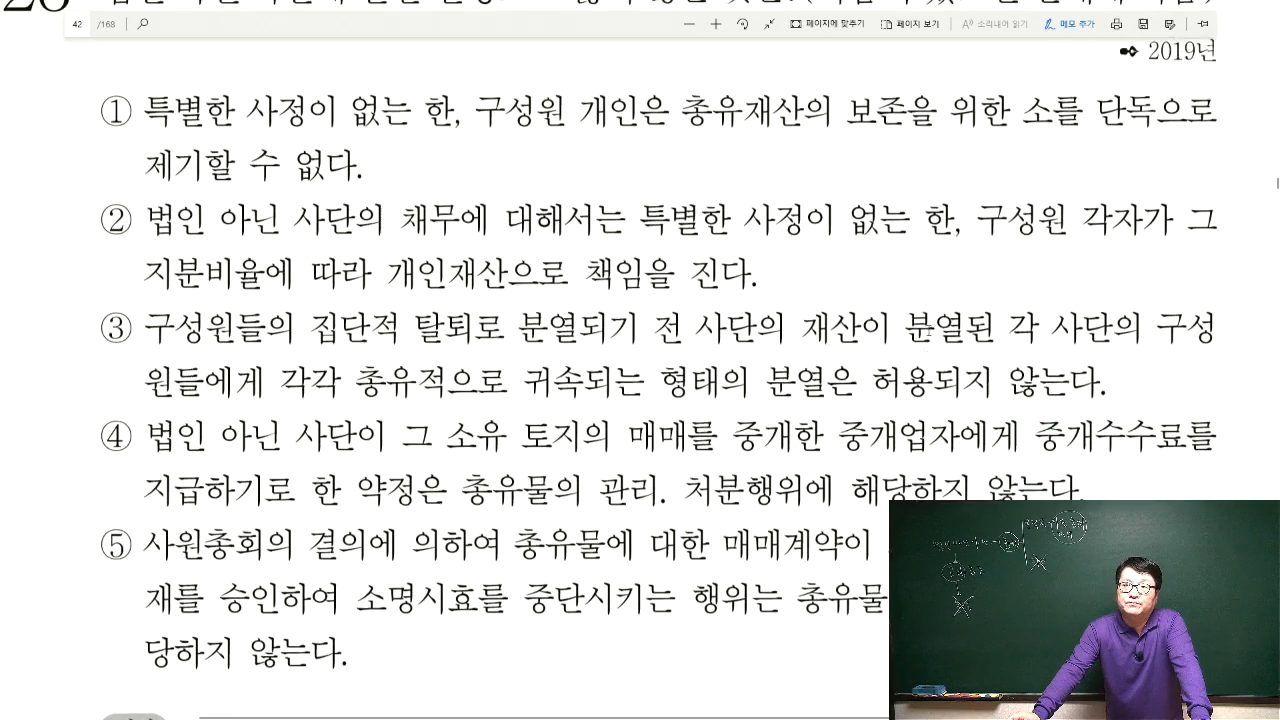 42 /168 페이지에 맞추기 페이지 보기 소리내어 읽기 메모 추가
2019년
① 특별한 사정이 없는 한, 구성원 개인은 총유재산의 보존을 위한 소를 단독으로
제기할 수 없다.
② 법인 아닌 사단의 채무에 대해서는 특별한 사정이 없는 한, 구성원 각자가 그
지분비율에 따라 개인재산으로 책임을 진다.
③ 구성원들의 집단적 탈퇴로 분열되기 전 사단의 재산이 분열된 각 사단의 구성
원들에게 각각 총유적으로 귀속되는 형태의 분열은 허용되지 않는다.
④ 법인 아닌 사단이 그 소유 토지의 매매를 중개한 중개업자에게 중개수수료를
지급하기로 한 약정은 총유물의 관리. 처분행위에 해당하지 않는다.
⑤ 사원총회의 결의에 의하여 총유물에 대한 매매계약이
재를 승인하여 소명시효를 중단시키는 행위는 총유물
당하지 않는다.